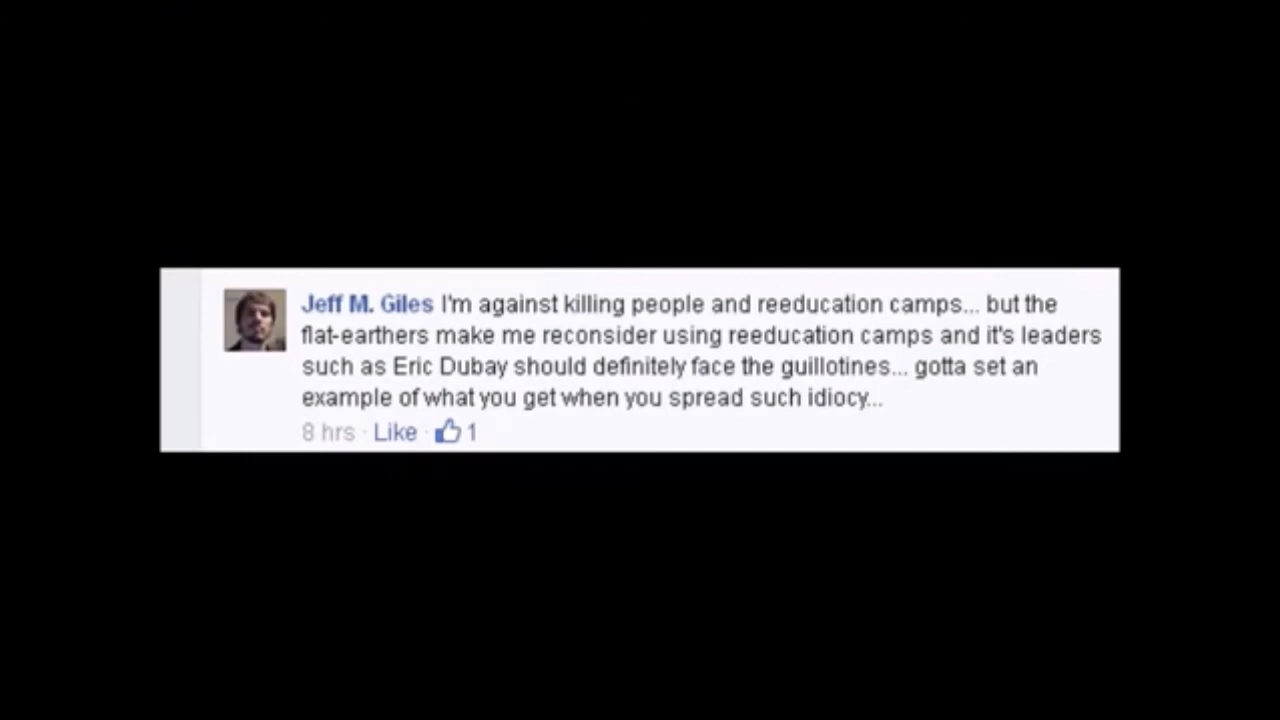 Jeff M. Giles I'm against killing people and reeducation camps... but the
flat-earthers make me reconsider using reeducation camps and it's leaders
such as Eric Dubay should definitely face the guillotines... gotta set an
example of what you get when you spread such idiocy...
8 hrs · Like · 1